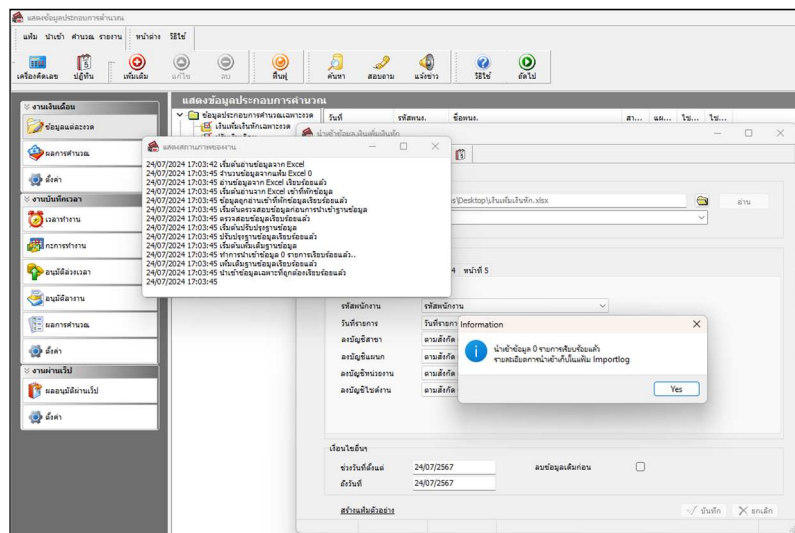 แสดงข้อมูลประกอบการคำนวณ
แฟ้ม นำเข้า คำนวณ รายงาน หน้าต่าง วิธีใช้
เครื่องคิดเลข ปฏิทิน เพิ่มเติม แก้ไข ลบ ฟื้นฟู ค้นหา สอบถาม แจ้งข่าว วิธีใช้ ถัดไป
งานเงินเดือน
ข้อมูลแต่ละงวด
ผลการคำนวณ
ตั้งค่า
งานบันทึกเวลา
เวลาทำงาน
กะการทำงาน
อนุมัติล่วงเวลา
อนุมัติลางาน
ผลการคำนวณ
ตั้งค่า
งานผ่านเว็ป
ผลอนุมัติผ่านเว็ป
ตั้งค่า
แสดงข้อมูลประกอบการคำนวณ
ข้อมูลประกอบการคำนวณเฉพาะงวด
เงินเพิ่มเงินหักเฉพาะงวด
วันที่ รหัสพนง. ชื่อพนง. สา... แผ... ไซ... ไซ...
แสดงสถานภาพของงาน
24/07/2024 17:03:42 เริ่มต้นอ่านข้อมูลจาก Excel
24/07/2024 17:03:45 จำนวนข้อมูลจากแฟ้ม Excel 0
24/07/2024 17:03:45 อ่านข้อมูลจาก Excel เรียบร้อยแล้ว
24/07/2024 17:03:45 เริ่มต้นอ่านจาก Excel เข้าที่พักข้อมูล
24/07/2024 17:03:45 ข้อมูลถูกอ่านเข้าที่พักข้อมูลเรียบร้อยแล้ว
24/07/2024 17:03:45 เริ่มต้นตรวจสอบข้อมูลก่อนการนำเข้าฐานข้อมูล
24/07/2024 17:03:45 ตรวจสอบข้อมูลเรียบร้อยแล้ว
24/07/2024 17:03:45 เริ่มต้นปรับปรุงฐานข้อมูล
24/07/2024 17:03:45 ปรับปรุงฐานข้อมูลเรียบร้อยแล้ว
24/07/2024 17:03:45 เริ่มต้นเพิ่มเติมฐานข้อมูล
24/07/2024 17:03:45 ทำการนำเข้าข้อมูล 0 รายการเรียบร้อยแล้ว..
24/07/2024 17:03:45 เพิ่มเติมฐานข้อมูลเรียบร้อยแล้ว
24/07/2024 17:03:45 นำเข้าข้อมูลเฉพาะที่ถูกต้องเรียบร้อยแล้ว
24/07/2024 17:03:45
นำเข้าข้อมูลเงินเพิ่มเงินหัก
s\Desktop\เงินเพิ่มเงินหัก.xlsx อ่าน
4 หน้าที่ 5
รหัสพนักงาน รหัสพนักงาน
วันที่รายการ วันที่รายกา
ลงบัญชีสาขา ตามสังกัด
ลงบัญชีแผนก ตามสังกัด
ลงบัญชีหน่วยงาน ตามสังกัด
ลงบัญชีไซด์งาน ตามสังกัด
Information
นำเข้าข้อมูล 0 รายการเรียบร้อยแล้ว
รายละเอียดการนำเข้าเก็บในแฟ้ม Importlog
Yes
เงื่อนไขอื่นๆ
ช่วงวันที่ตั้งแต่ 24/07/2567 ลบข้อมูลเดิมก่อน
ถึงวันที่ 24/07/2567
สร้างแฟ้มตัวอย่าง บันทึก ยกเลิก